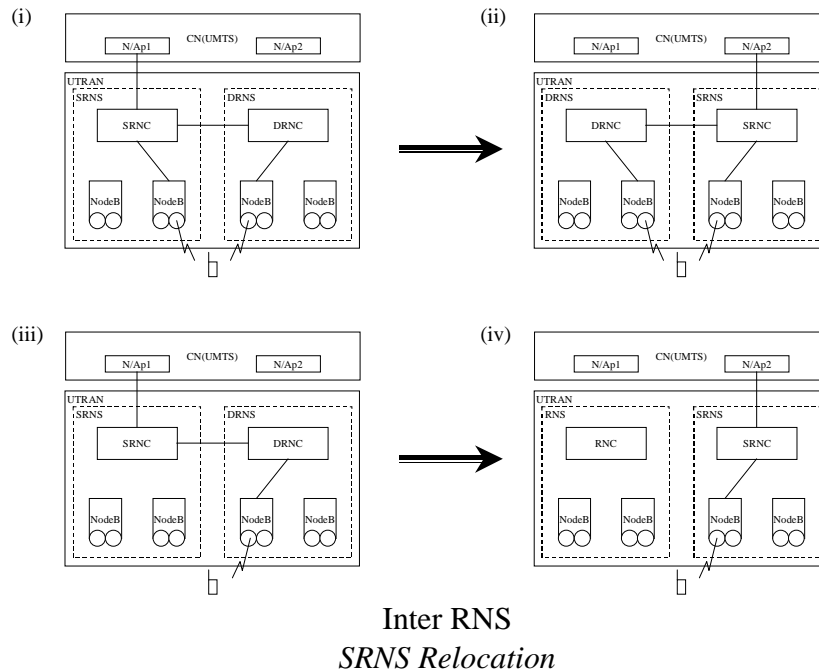 (i)
CN(UMTS)
N/Ap1 N/Ap2
UTRAN
SRNS DRNS
SRNC DRNC
NodeB NodeB NodeB NodeB
(ii)
CN(UMTS)
N/Ap1 N/Ap2
UTRAN
DRNS SRNS
DRNC SRNC
NodeB NodeB NodeB NodeB
(iii)
CN(UMTS)
N/Ap1 N/Ap2
UTRAN
SRNS DRNS
SRNC DRNC
NodeB NodeB NodeB NodeB
(iv)
CN(UMTS)
N/Ap1 N/Ap2
UTRAN
RNS SRNS
RNC SRNC
NodeB NodeB NodeB NodeB
Inter RNS
SRNS Relocation